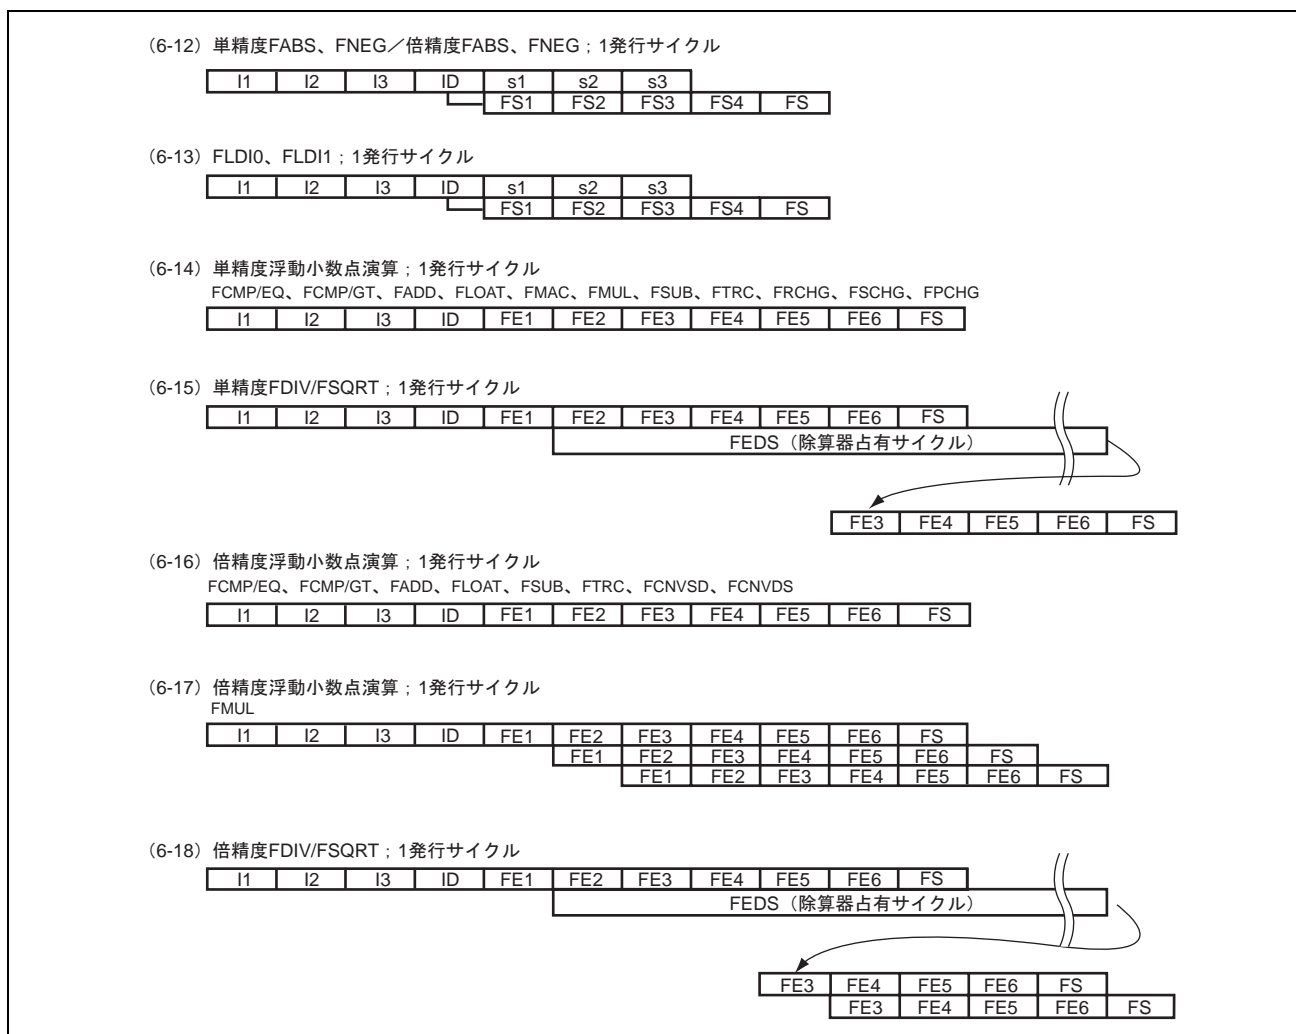 (6-12) 単精度FABS、FNEG／倍精度FABS、FNEG；1発行サイクル
I1 I2 I3 ID s1 s2 s3
FS1 FS2 FS3 FS4 FS
(6-13) FLDI0、FLDI1；1発行サイクル
I1 I2 I3 ID s1 s2 s3
FS1 FS2 FS3 FS4 FS
(6-14) 単精度浮動小数点演算；1発行サイクル
FCMP/EQ、FCMP/GT、FADD、FLOAT、FMAC、FMUL、FSUB、FTRC、FRCHG、FSCHG、FPCHG
I1 I2 I3 ID FE1 FE2 FE3 FE4 FE5 FE6 FS
(6-15) 単精度FDIV/FSQRT；1発行サイクル
I1 I2 I3 ID FE1 FE2 FE3 FE4 FE5 FE6 FS
FEDS（除算器占有サイクル）
FE3 FE4 FE5 FE6 FS
(6-16) 倍精度浮動小数点演算；1発行サイクル
FCMP/EQ、FCMP/GT、FADD、FLOAT、FSUB、FTRC、FCNVSD、FCNVDS
I1 I2 I3 ID FE1 FE2 FE3 FE4 FE5 FE6 FS
(6-17) 倍精度浮動小数点演算；1発行サイクル
FMUL
I1 I2 I3 ID FE1 FE2 FE3 FE4 FE5 FE6 FS
FE1 FE2 FE3 FE4 FE5 FE6 FS
FE1 FE2 FE3 FE4 FE5 FE6 FS
(6-18) 倍精度FDIV/FSQRT；1発行サイクル
I1 I2 I3 ID FE1 FE2 FE3 FE4 FE5 FE6 FS
FEDS（除算器占有サイクル）
FE3 FE4 FE5 FE6 FS
FE3 FE4 FE5 FE6 FS